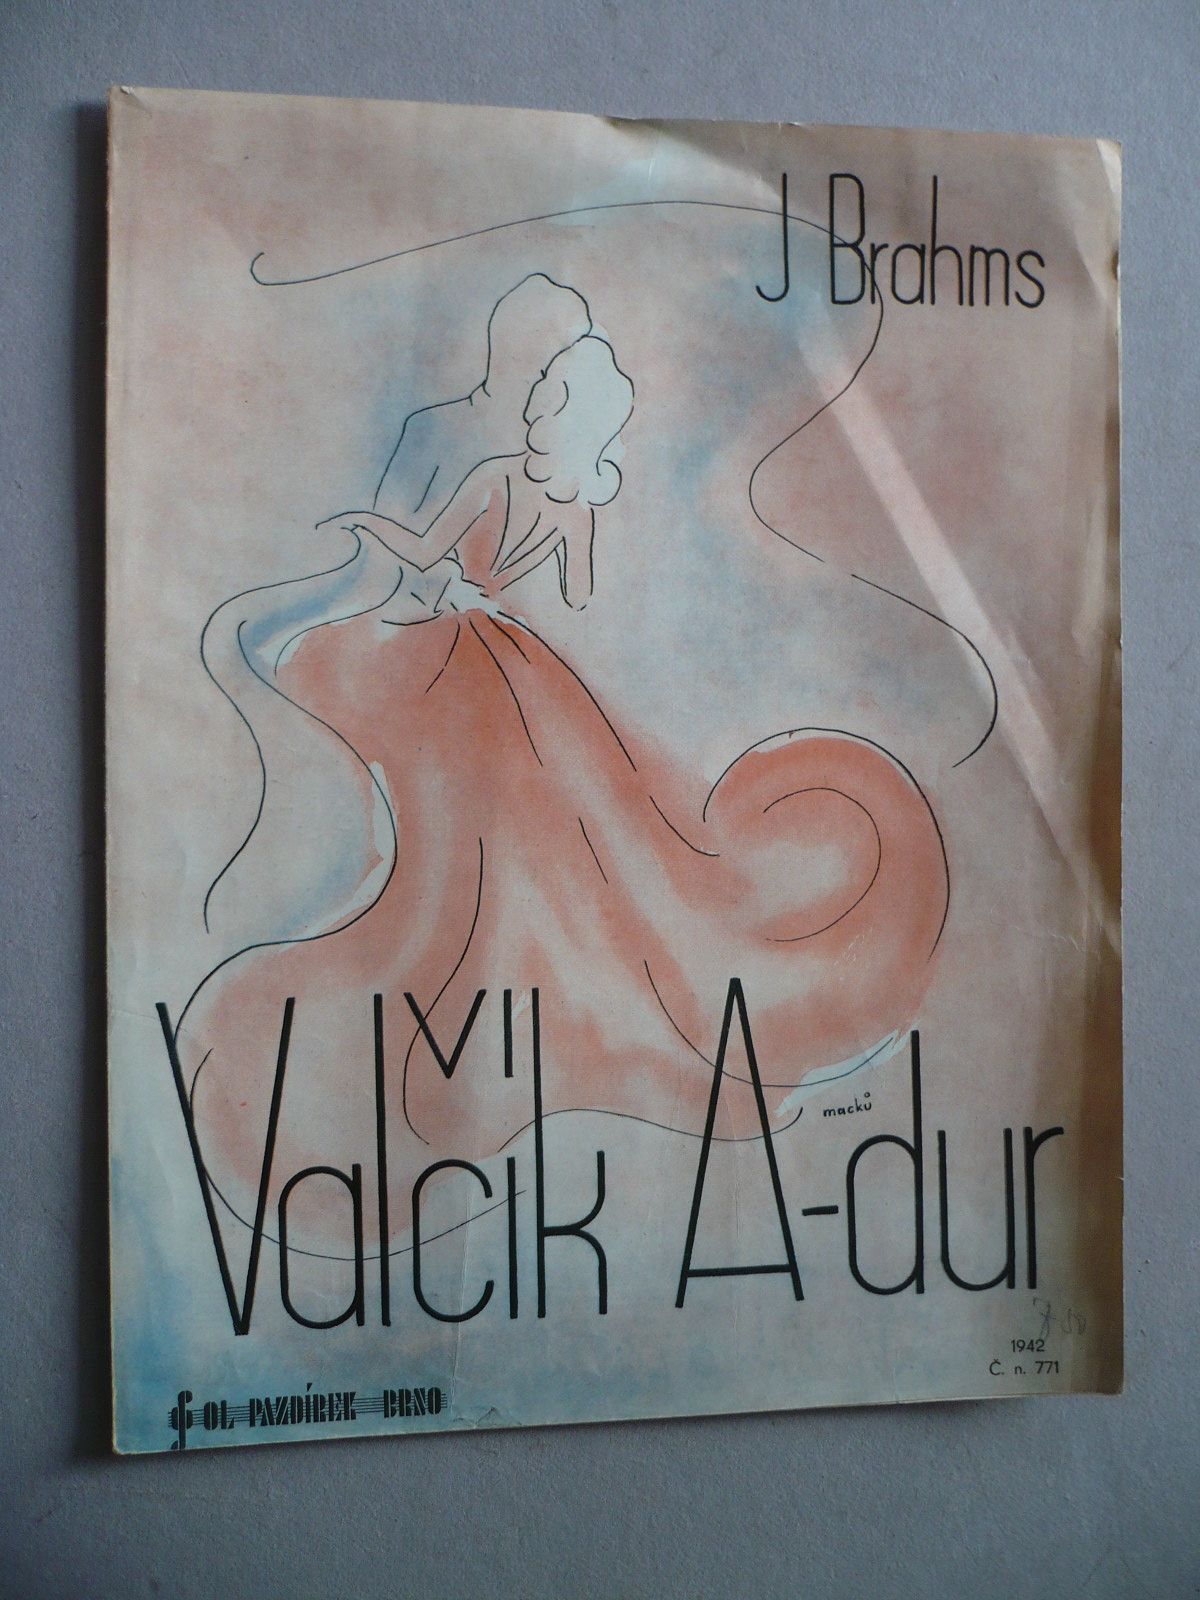 J Brahms
Valčík A-dur
macků
1942
Č. n. 771
OL PAZDÍREK BRNO